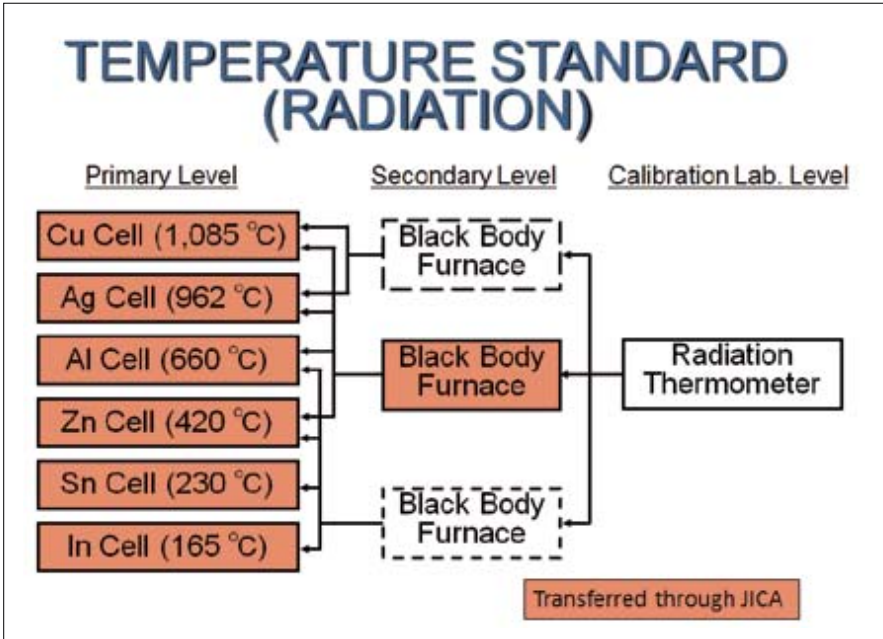 TEMPERATURE STANDARD
(RADIATION)
Primary Level
Secondary Level
Calibration Lab. Level
Cu Cell (1,085 °C)
Ag Cell (962 °C)
Al Cell (660 °C)
Zn Cell (420 °C)
Sn Cell (230 °C)
In Cell (165 °C)
Black Body
Furnace
Black Body
Furnace
Black Body
Furnace
Radiation
Thermometer
Transferred through JICA